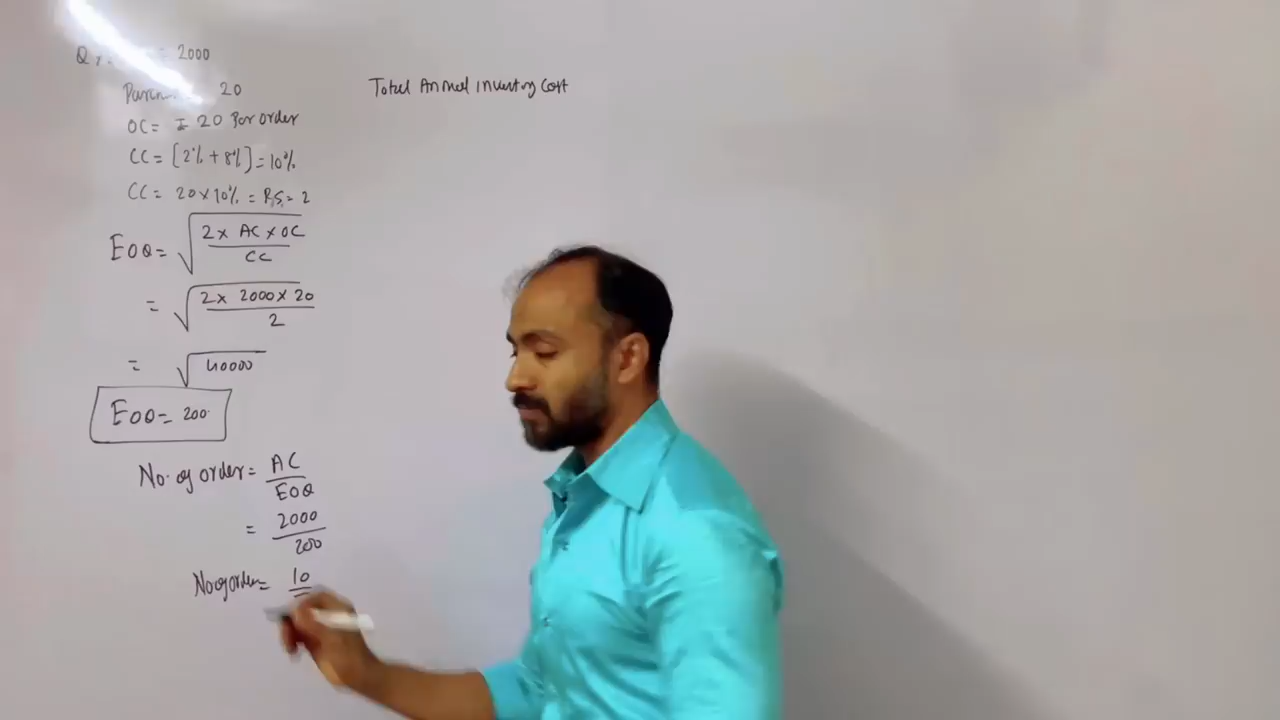 Q, = 2000
20
Total Annual Inventory Cost
OC = 20 Per order
CC = [2% + 8%] = 10%
CC = 20 x 10% = RS. = 2
EOQ = √ 2 x AC x OC
CC
= √ 2 x 2000 x 20
2
= √ 40000
EOQ = 200
No. of order = AC
EOQ
= 2000
200
No of order = 10